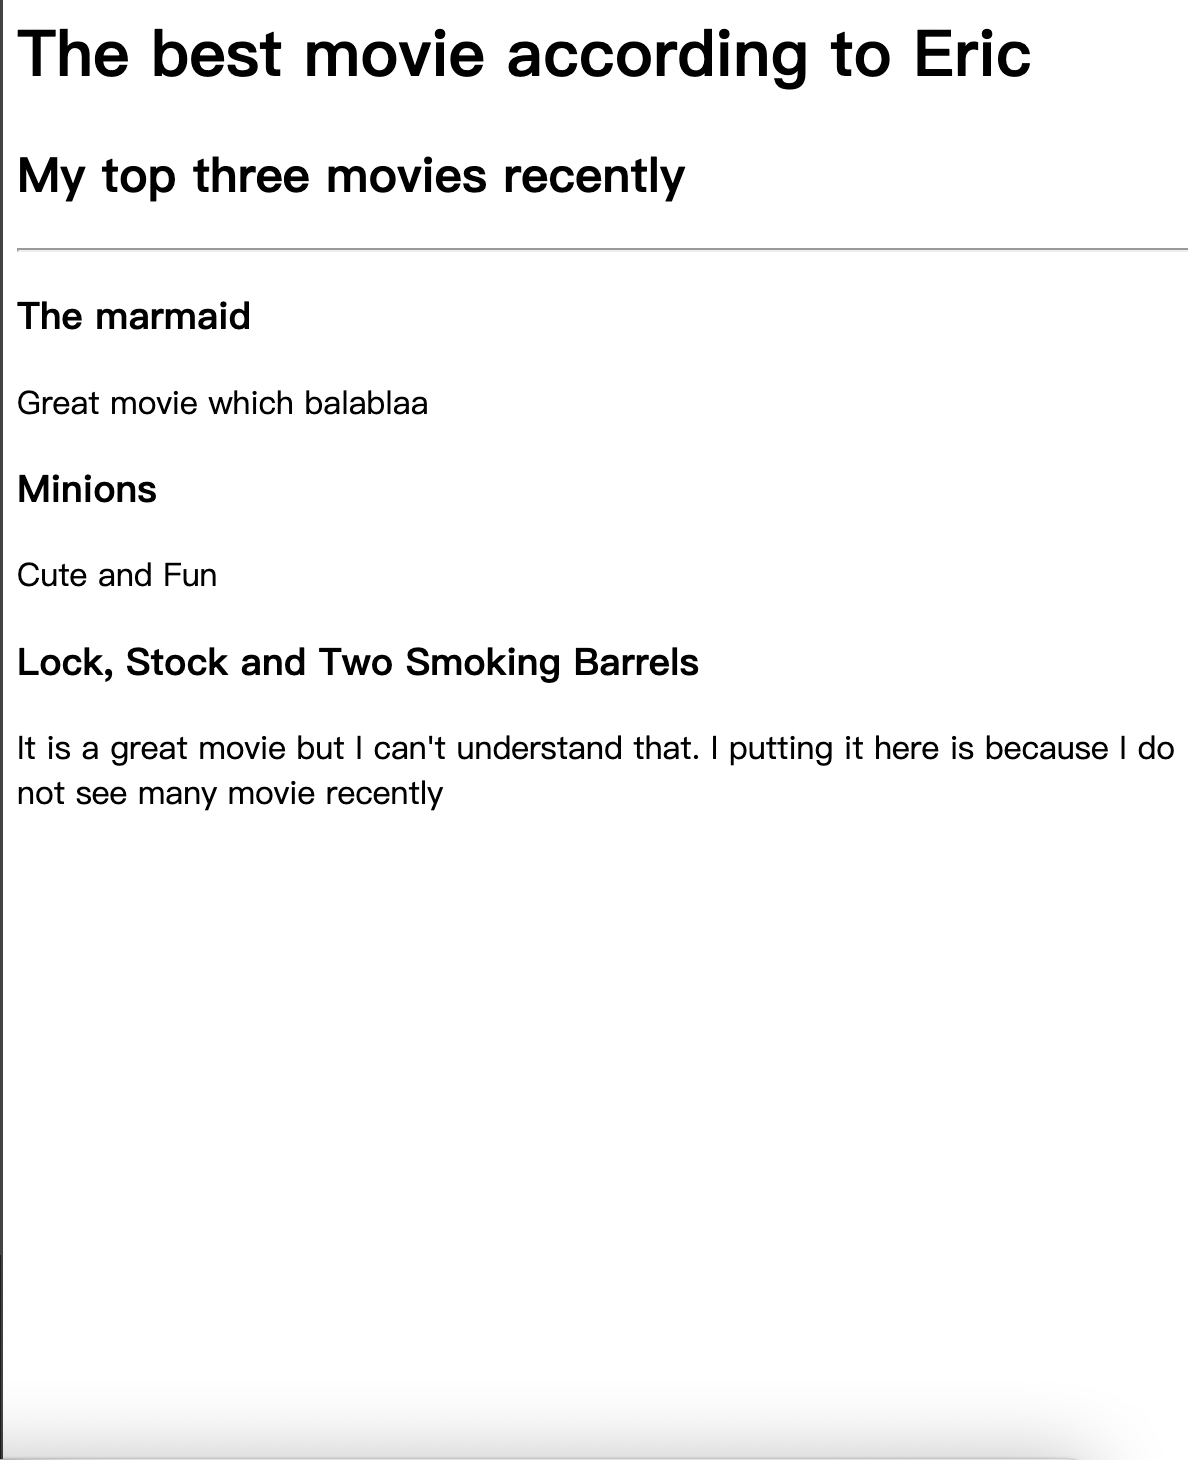 The best movie according to Eric
My top three movies recently
The marmaid
Great movie which balablaa
Minions
Cute and Fun
Lock, Stock and Two Smoking Barrels
It is a great movie but I can't understand that. I putting it here is because I do
not see many movie recently